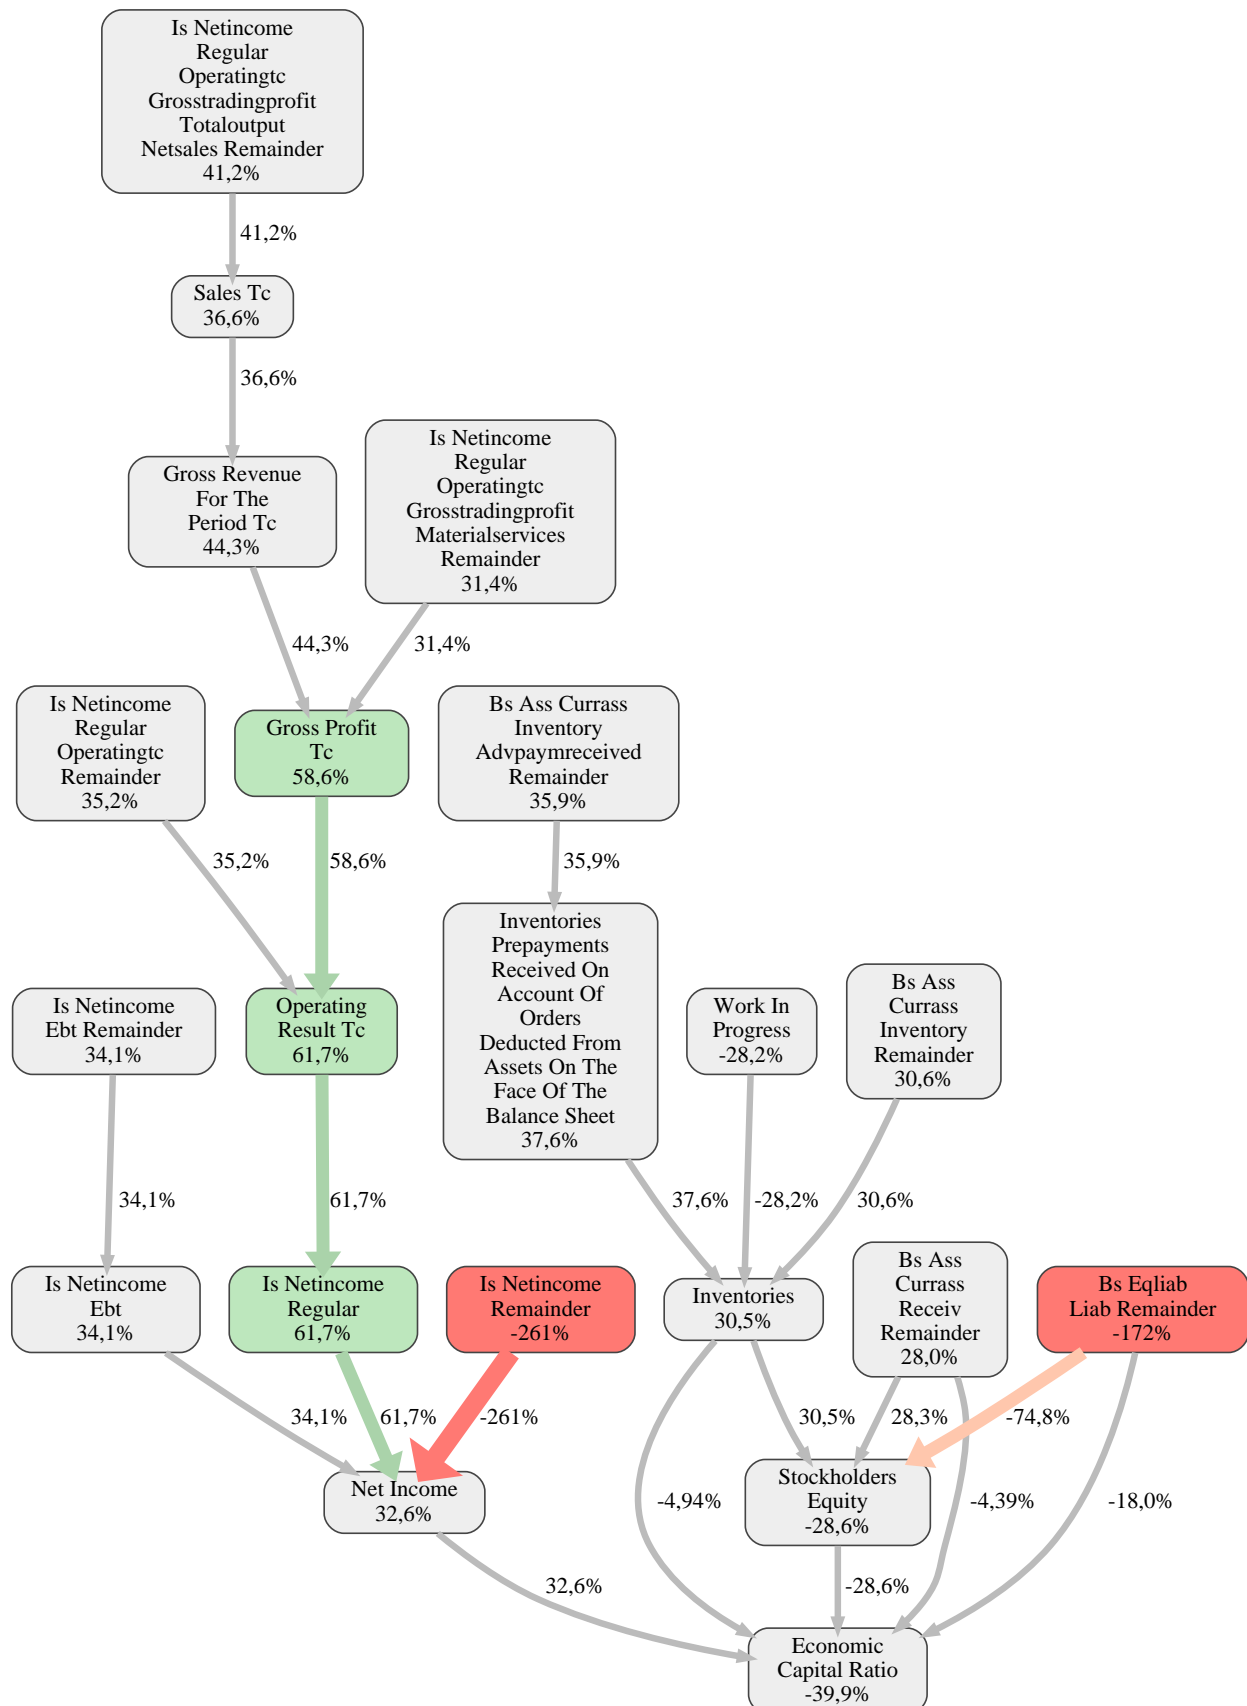 Is Netincome
Regular
Operatingtc
Grosstradingprofit
Totaloutput
Netsales Remainder
41,2%
41,2%
Sales Tc
36,6%
36,6%
Gross Revenue
For The
Period Tc
44,3%
Is Netincome
Regular
Operatingtc
Grosstradingprofit
Materialservices
Remainder
31,4%
44,3%
31,4%
Is Netincome
Regular
Operatingtc
Remainder
35,2%
Gross Profit
Tc
58,6%
Bs Ass Currass
Inventory
Advpaymreceived
Remainder
35,9%
35,2%
58,6%
35,9%
Is Netincome
Ebt Remainder
34,1%
Operating
Result Tc
61,7%
Inventories
Prepayments
Received On
Account Of
Orders
Deducted From
Assets On The
Face Of The
Balance Sheet
37,6%
Work In
Progress
-28,2%
Bs Ass
Currass
Inventory
Remainder
30,6%
34,1%
61,7%
37,6%
-28,2%
30,6%
Is Netincome
Ebt
34,1%
Is Netincome
Regular
61,7%
Is Netincome
Remainder
-261%
Inventories
30,5%
Bs Ass
Currass
Receiv
Remainder
28,0%
Bs Eqliab
Liab Remainder
-172%
34,1%
61,7%
-261%
30,5%
28,3%
-74,8%
Net Income
32,6%
-4,94%
Stockholders
Equity
-28,6%
-4,39%
-18,0%
32,6%
-28,6%
Economic
Capital Ratio
-39,9%